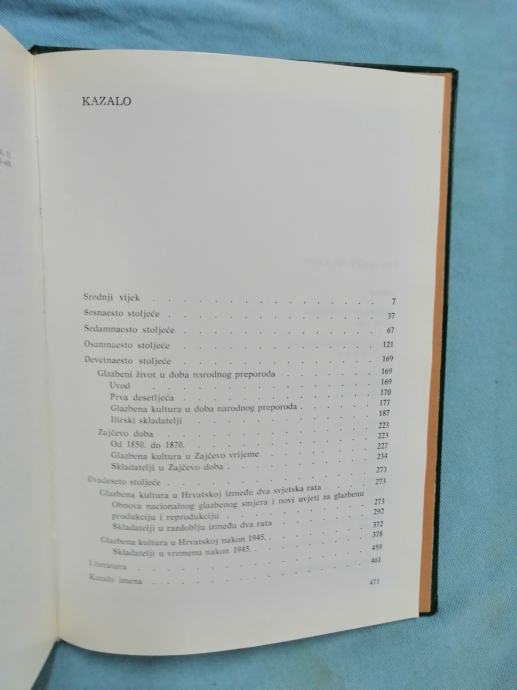 KAZALO
Srednji vijek . . . . . . . . . . . . . . . 7
Šesnaesto stoljeće . . . . . . . . . . . . . 37
Sedamnaesto stoljeće . . . . . . . . . . . . 67
Osamnaesto stoljeće . . . . . . . . . . . . 121
Devetnaesto stoljeće . . . . . . . . . . . . 169
Glazbeni život u doba narodnog preporoda . . . . . 169
Uvod . . . . . . . . . . . . . . 169
Prva desetljeća . . . . . . . . . . . 170
Glazbena kultura u doba narodnog preporoda . . . . 177
Ilirski skladatelji . . . . . . . . . . 187
Zajčevo doba . . . . . . . . . . . . 223
Od 1850. do 1870. . . . . . . . . . . 223
Glazbena kultura u Zajčevo vrijeme . . . . . . 227
Skladatelji u Zajčevo doba . . . . . . . . 234
Dvadeseto stoljeće . . . . . . . . . . . . 273
Glazbena kultura u Hrvatskoj između dva svjetska rata . . . 273
Obnova nacionalnog glazbenog smjera i novi uvjeti za glazbenu
produkciju i reprodukciju . . . . . . . . 273
Skladatelji u razdoblju između dva rata . . . . . 292
Glazbena kultura u Hrvatskoj nakon 1945. . . . . . 372
Skladatelji u vremenu nakon 1945. . . . . . . 378
Literatura . . . . . . . . . . . . . . 459
Kazalo imena . . . . . . . . . . . . . 461
471